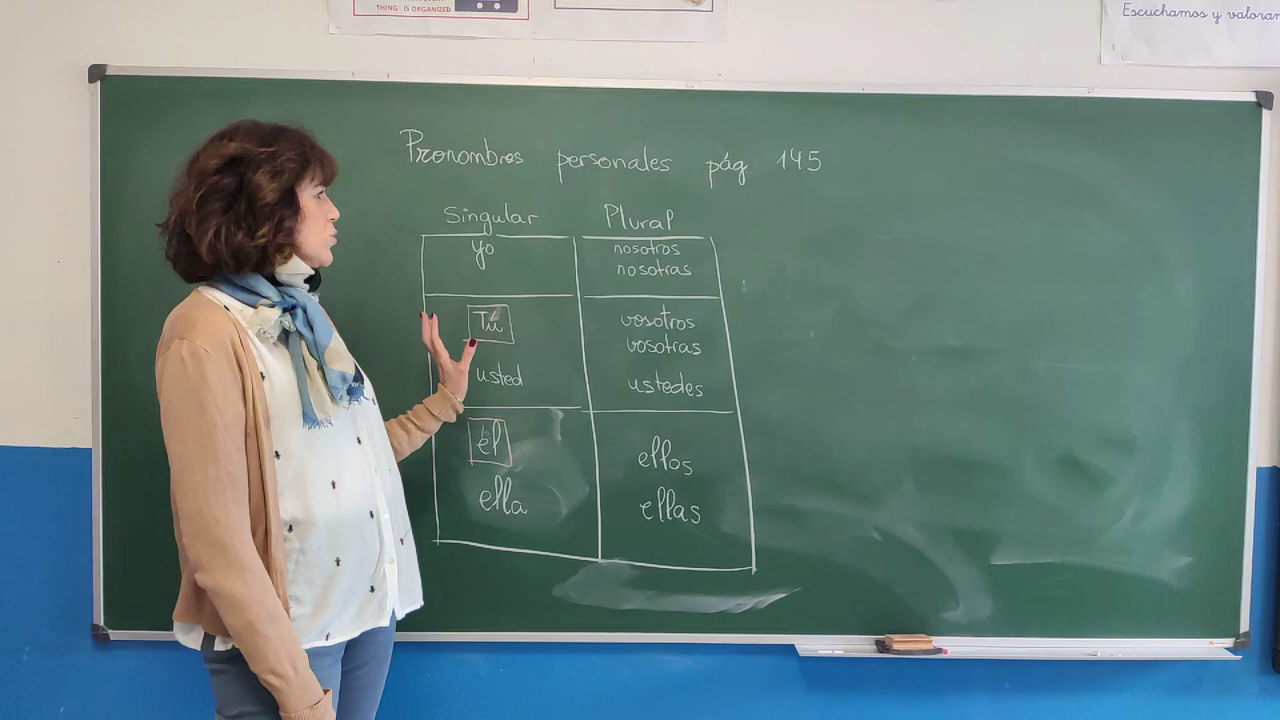 THING IS ORGANIZED
Escuchamos y valoran
Pronombres personales pág 145
Singular Plural
yo nosotros
nosotras
Tú vosotros
vosotras
usted ustedes
él ellos
ella ellas